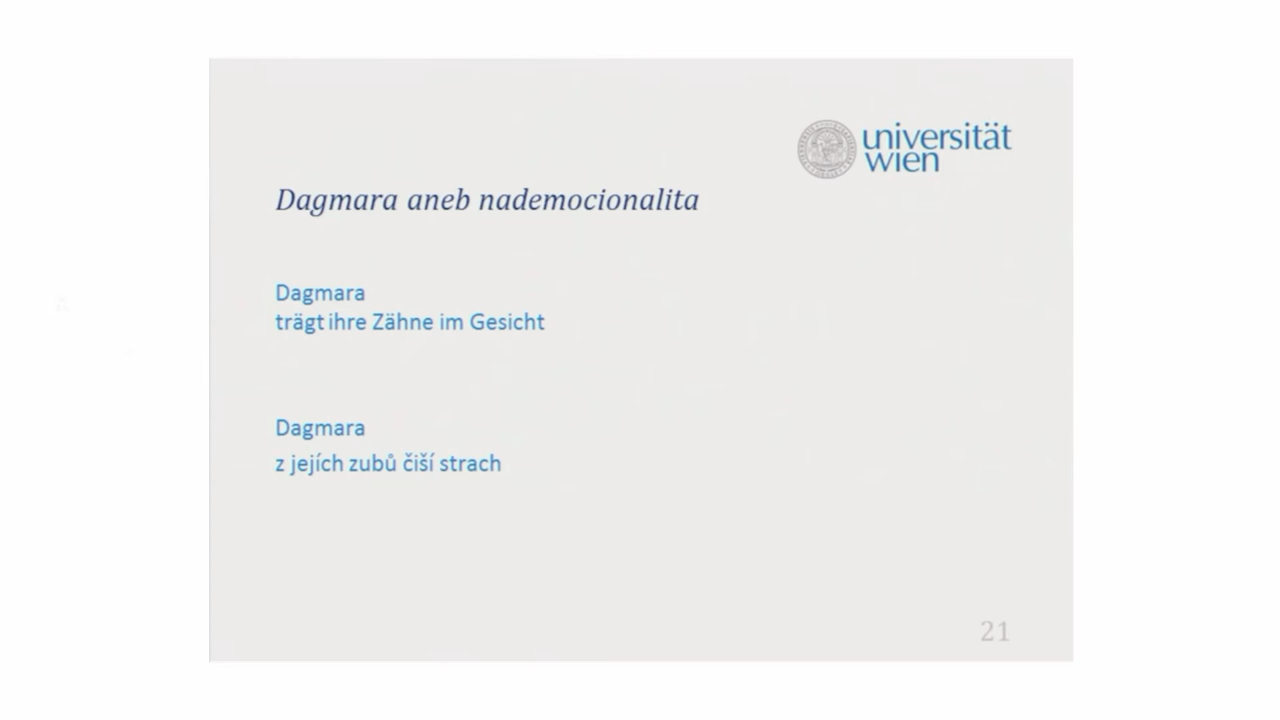 universität
wien
Dagmara aneb nademocionalita
Dagmara
trägt ihre Zähne im Gesicht
Dagmara
z jejích zubů čiší strach
21